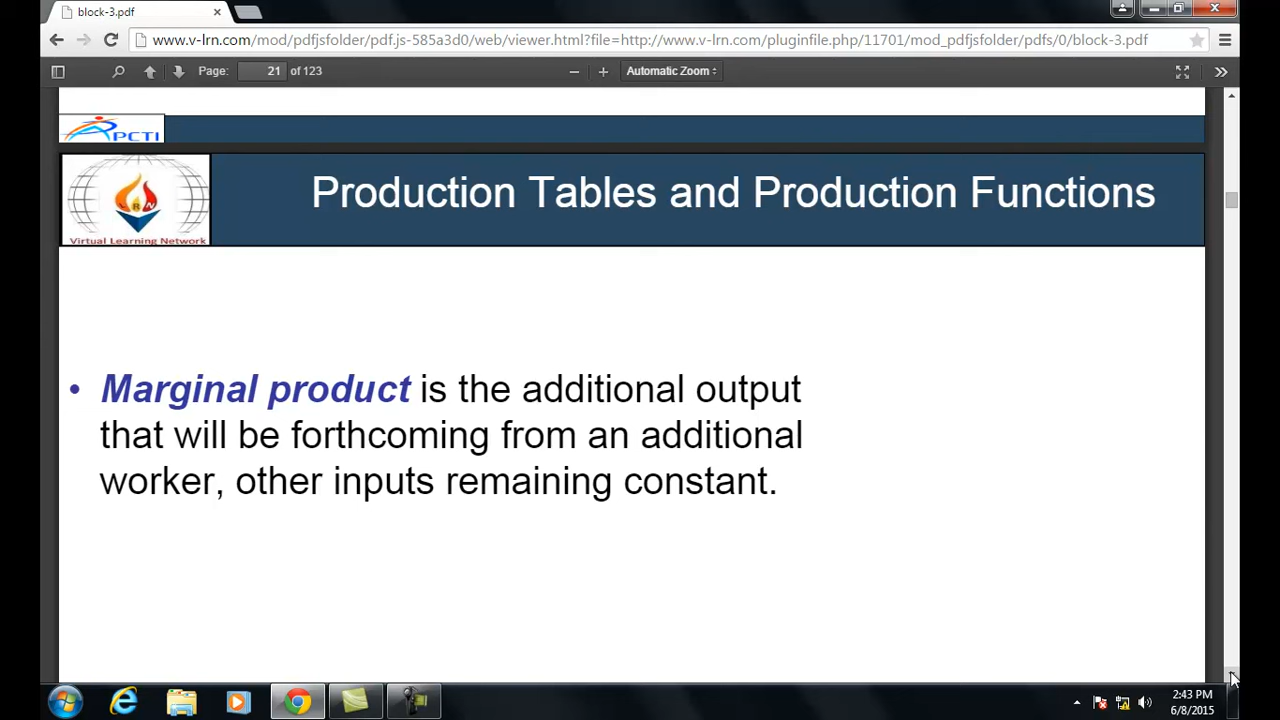 block-3.pdf
www.v-lrn.com/mod/pdfjsfolder/pdf.js-585a3d0/web/viewer.html?file=http://www.v-lrn.com/pluginfile.php/11701/mod_pdfjsfolder/pdfs/0/block-3.pdf
Page: 21 of 123
Automatic Zoom
PCTI
Production Tables and Production Functions
Virtual Learning Network
• Marginal product is the additional output
that will be forthcoming from an additional
worker, other inputs remaining constant.
2:43 PM
6/8/2015